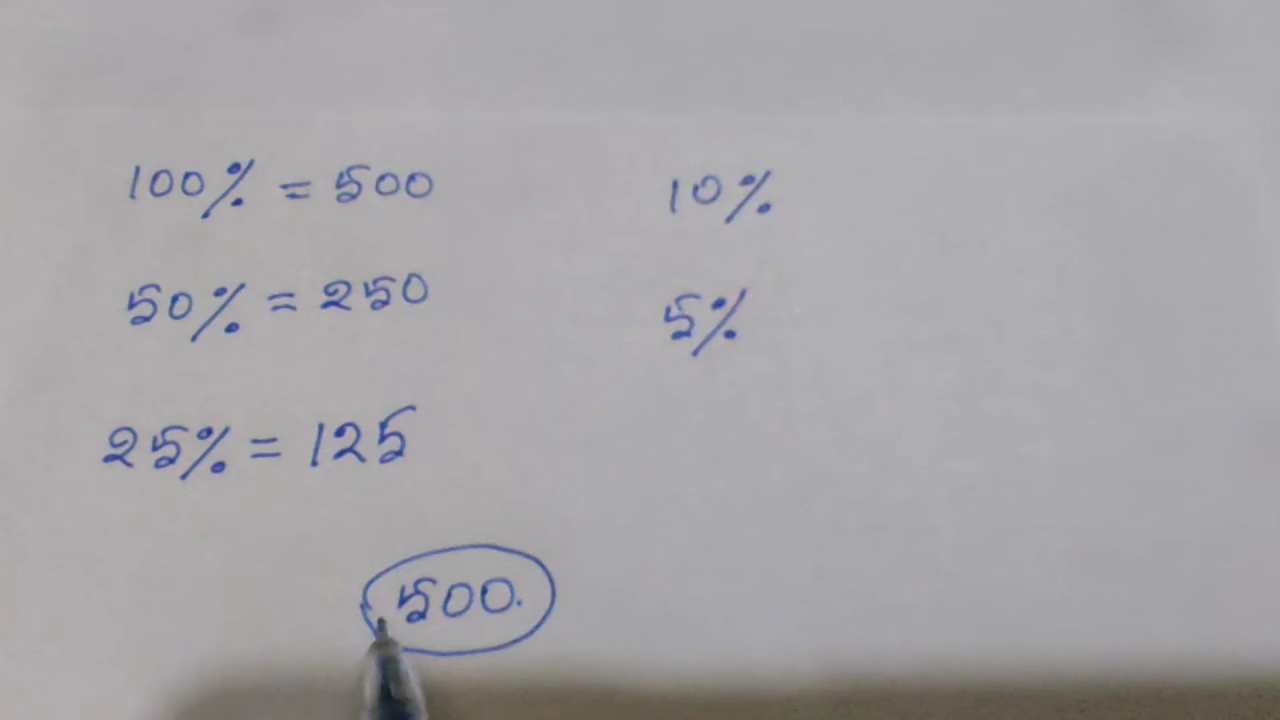 100% = 500
50% = 250
25% = 125
10%
5%
500.